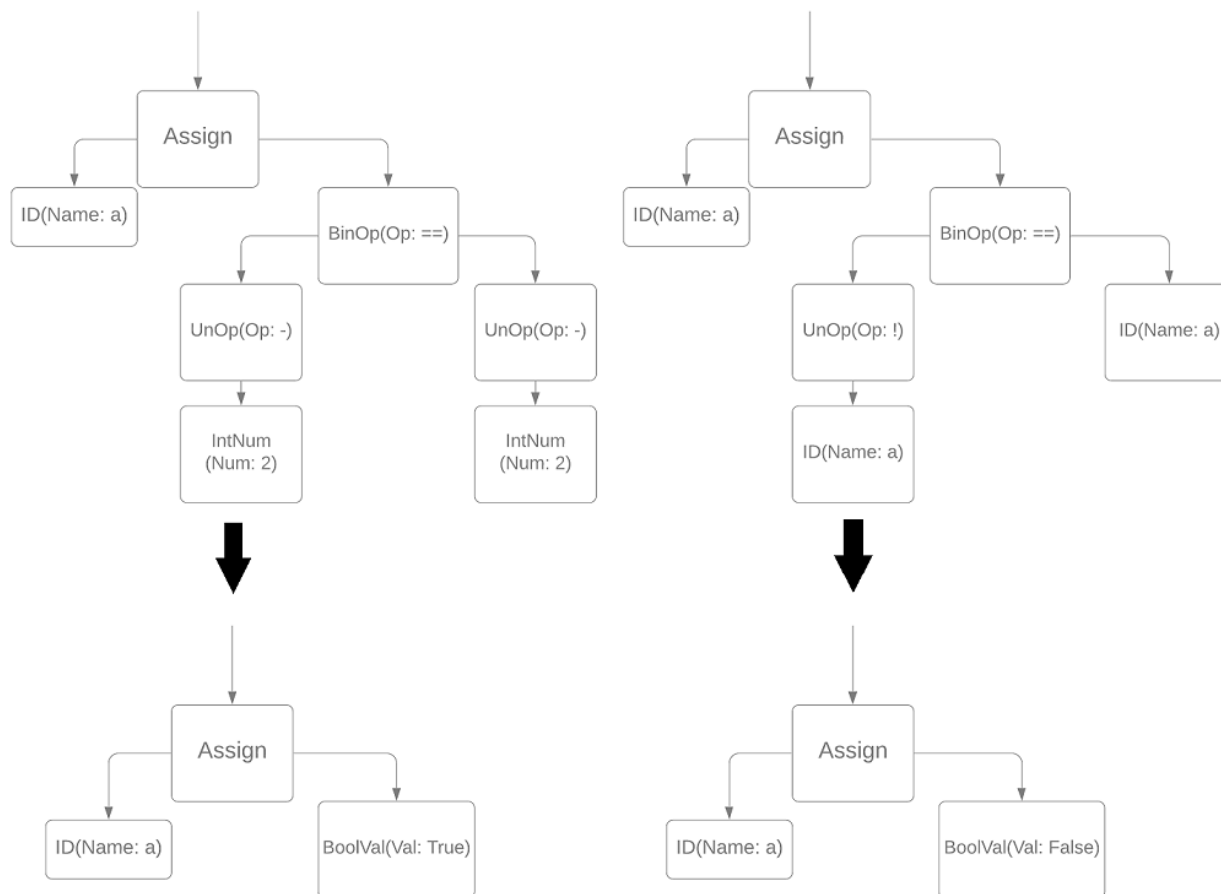 Assign
Assign
ID(Name: a)
BinOp(Op: ==)
ID(Name: a)
BinOp(Op: ==)
UnOp(Op: -)
UnOp(Op: -)
UnOp(Op: !)
ID(Name: a)
IntNum
(Num: 2)
IntNum
(Num: 2)
ID(Name: a)
Assign
Assign
ID(Name: a)
BoolVal(Val: True)
ID(Name: a)
BoolVal(Val: False)